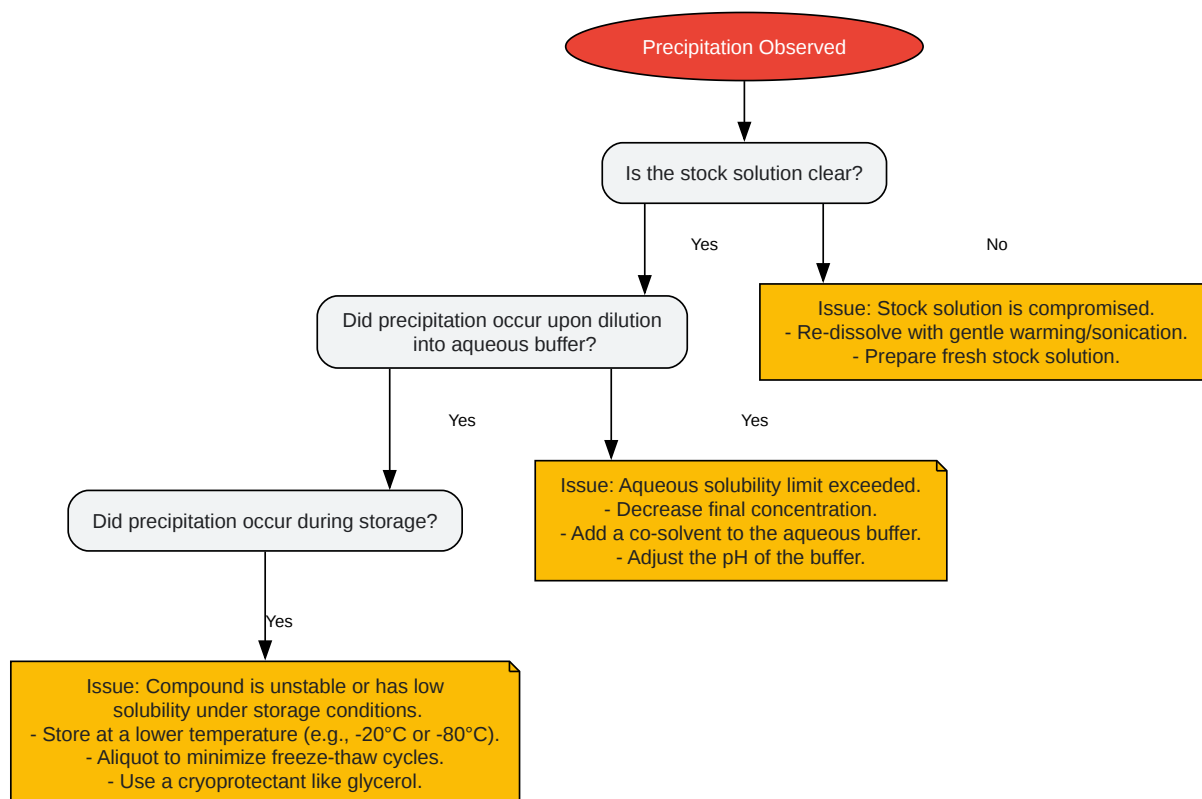 Precipitation Observed
Is the stock solution clear?
Yes
No
Issue: Stock solution is compromised.
- Re-dissolve with gentle warming/sonication.
- Prepare fresh stock solution.
Did precipitation occur upon dilution
into aqueous buffer?
Yes
Yes
Issue: Aqueous solubility limit exceeded.
- Decrease final concentration.
- Add a co-solvent to the aqueous buffer.
- Adjust the pH of the buffer.
Did precipitation occur during storage?
Yes
Issue: Compound is unstable or has low
solubility under storage conditions.
- Store at a lower temperature (e.g., -20°C or -80°C).
- Aliquot to minimize freeze-thaw cycles.
- Use a cryoprotectant like glycerol.